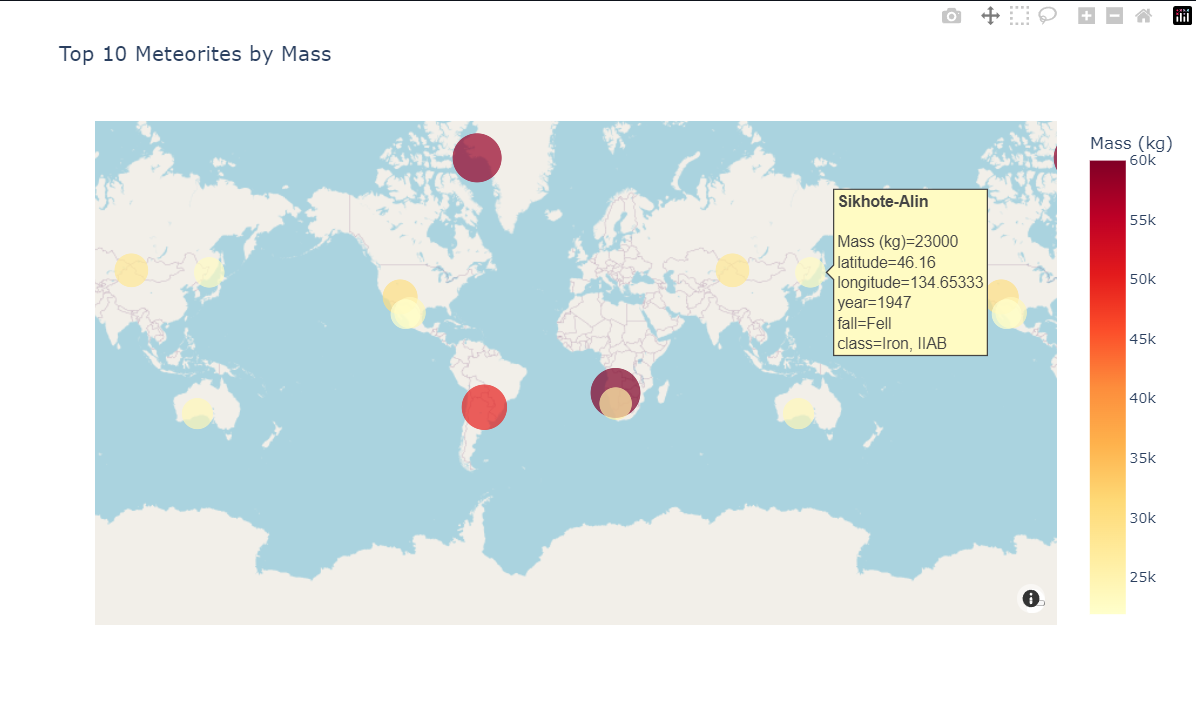 Top 10 Meteorites by Mass
Mass (kg)
60k
55k
50k
45k
40k
35k
30k
25k
Sikhote-Alin
Mass (kg)=23000
latitude=46.16
longitude=134.65333
year=1947
fall=Fell
class=Iron, IIAB